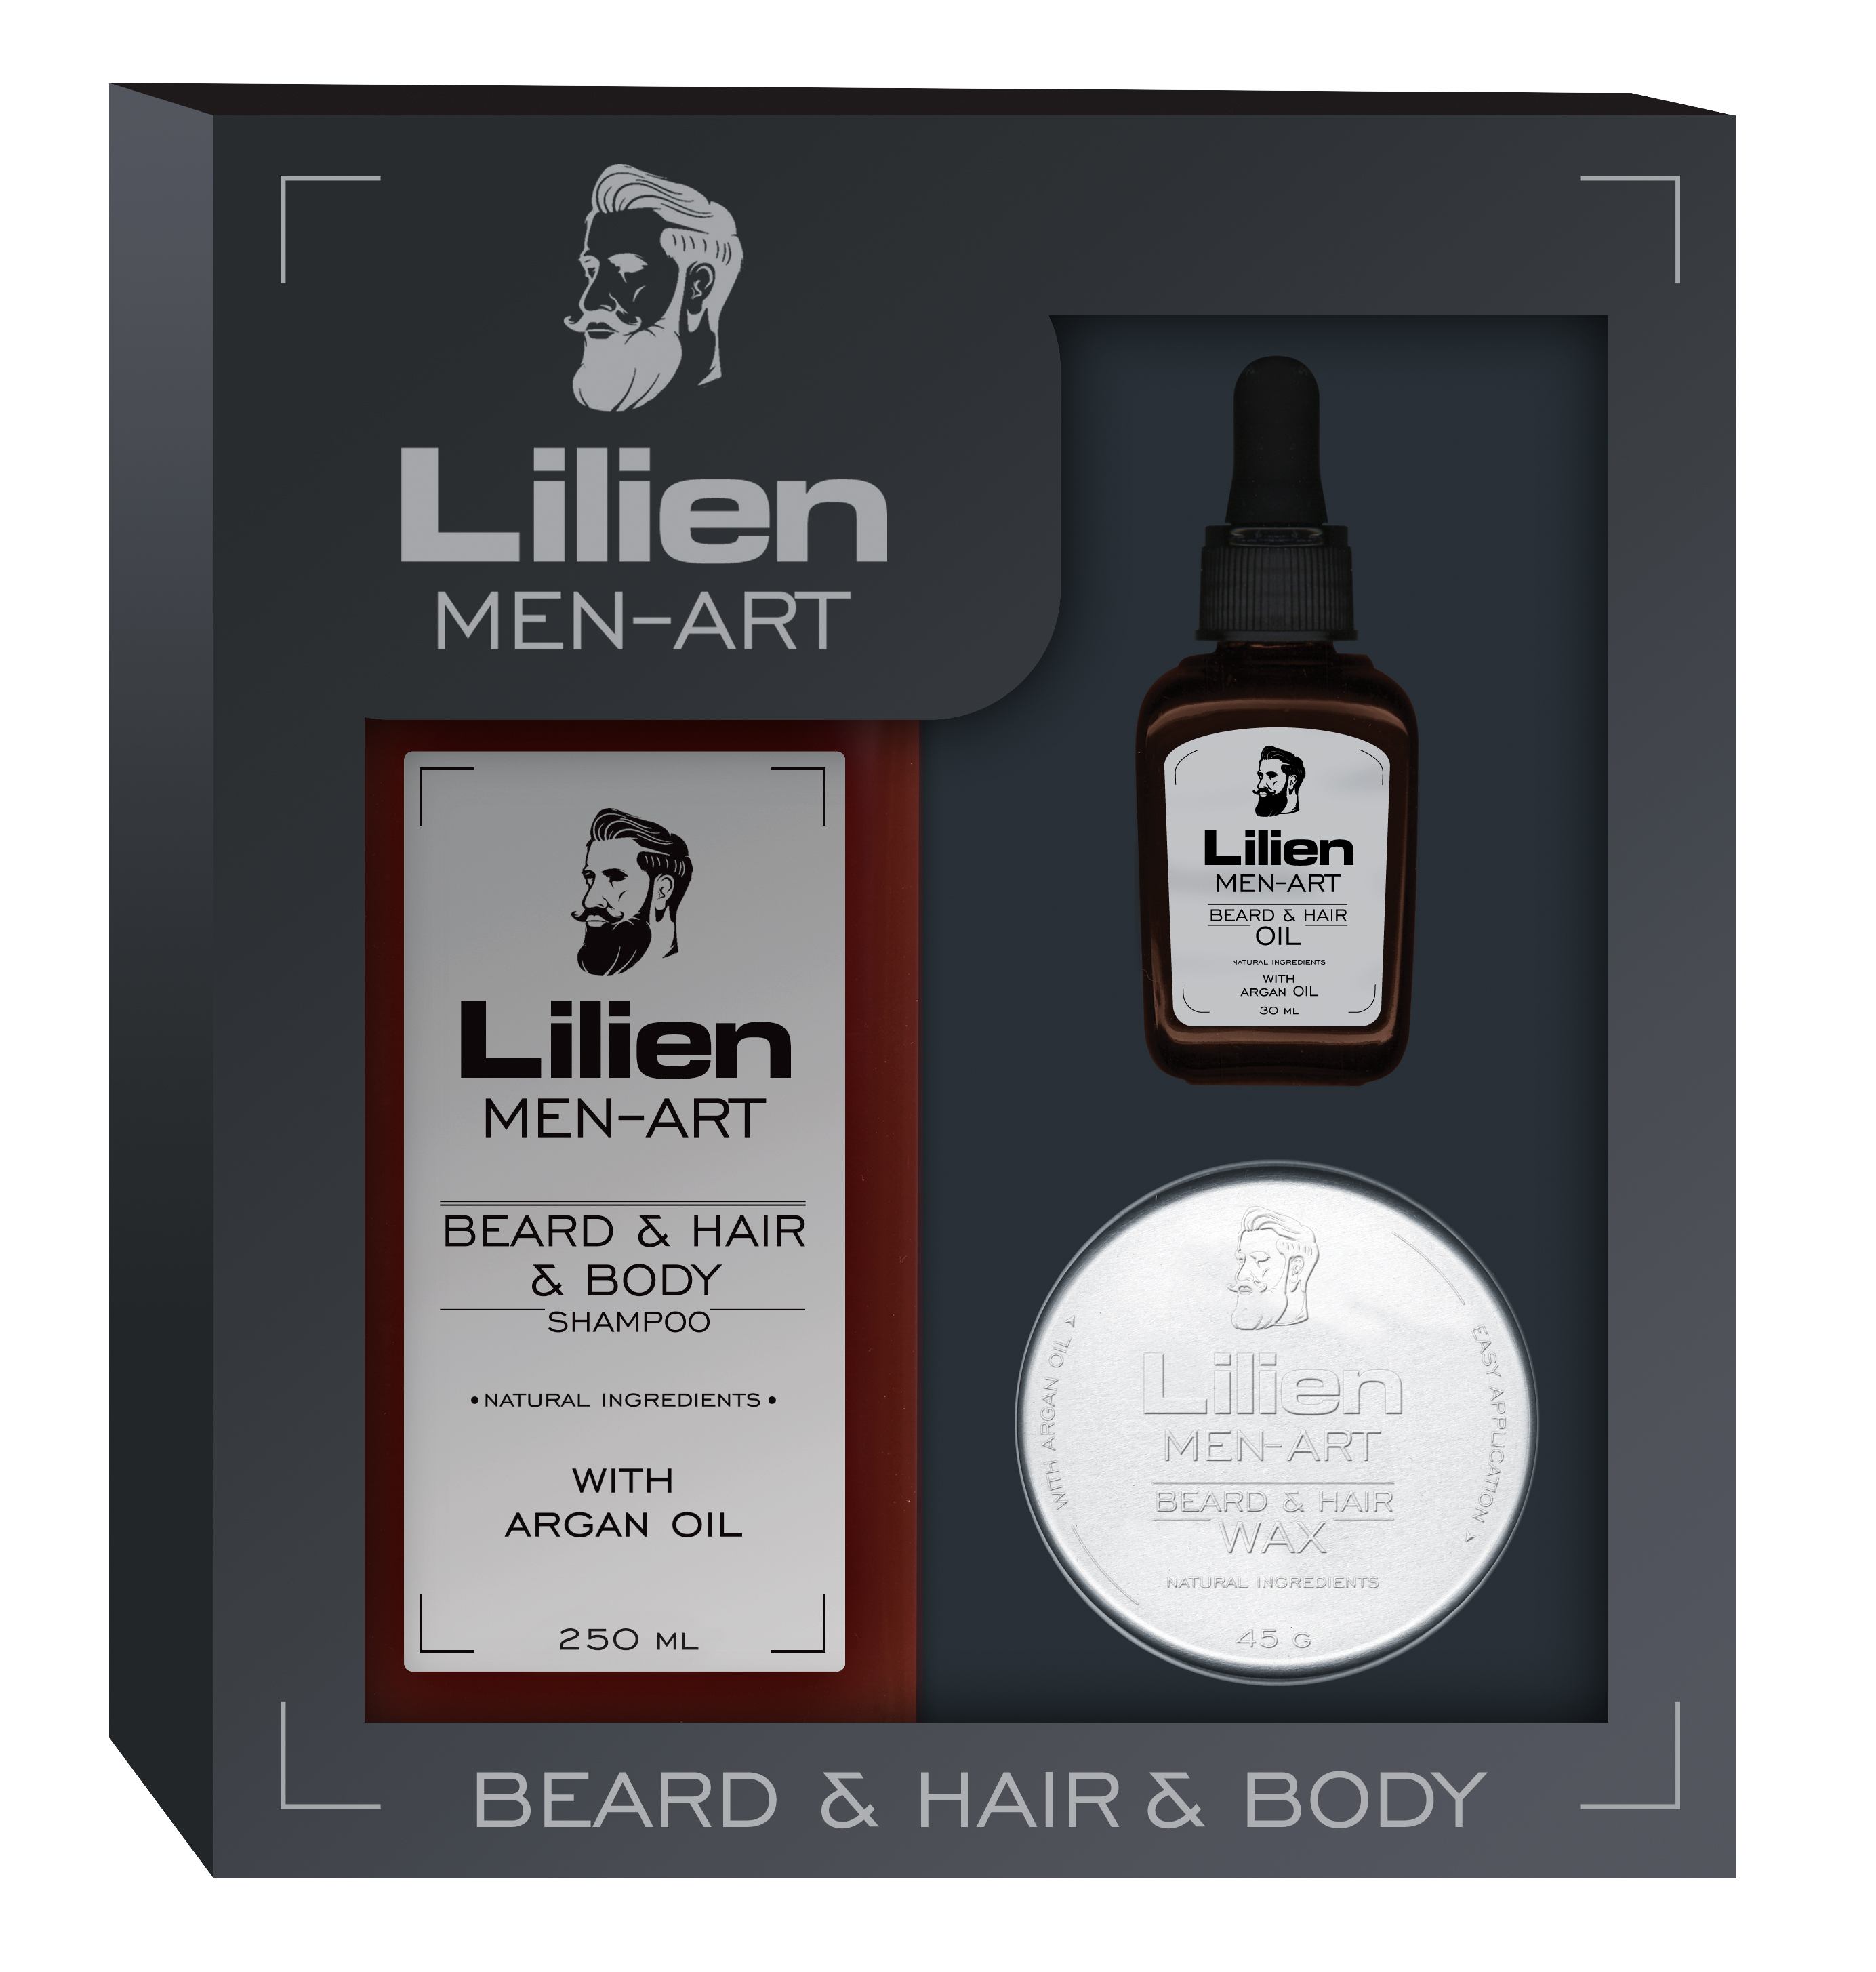 Lilien
MEN-ART
Lilien
MEN-ART
BEARD & HAIR
& BODY
SHAMPOO
•NATURAL INGREDIENTS•
WITH
ARGAN OIL
250 ML
Lilien
MEN-ART
BEARD & HAIR
OIL
NATURAL INGREDIENTS
WITH
ARGAN OIL
30 ML
WITH ARGAN OIL
EASY APPLICATION
Lilien
MEN-ART
BEARD & HAIR
WAX
NATURAL INGREDIENTS
45 G
BEARD & HAIR & BODY